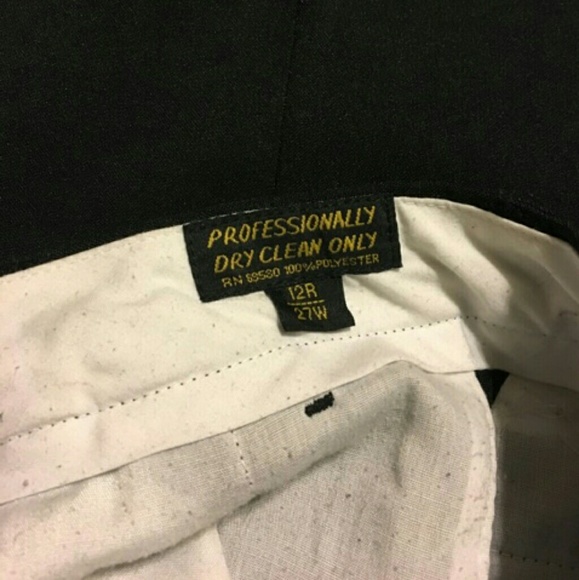 PROFESSIONALLY
DRY CLEAN ONLY
RN 69580 100% POLYESTER
12R
27W